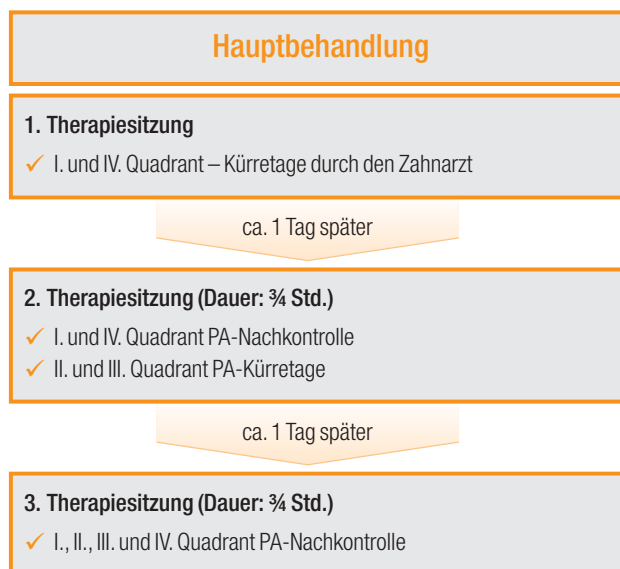 Hauptbehandlung
1. Therapiesitzung
✓ I. und IV. Quadrant – Kürretage durch den Zahnarzt
ca. 1 Tag später
2. Therapiesitzung (Dauer: ¾ Std.)
✓ I. und IV. Quadrant PA-Nachkontrolle
✓ II. und III. Quadrant PA-Kürretage
ca. 1 Tag später
3. Therapiesitzung (Dauer: ¾ Std.)
✓ I., II., III. und IV. Quadrant PA-Nachkontrolle